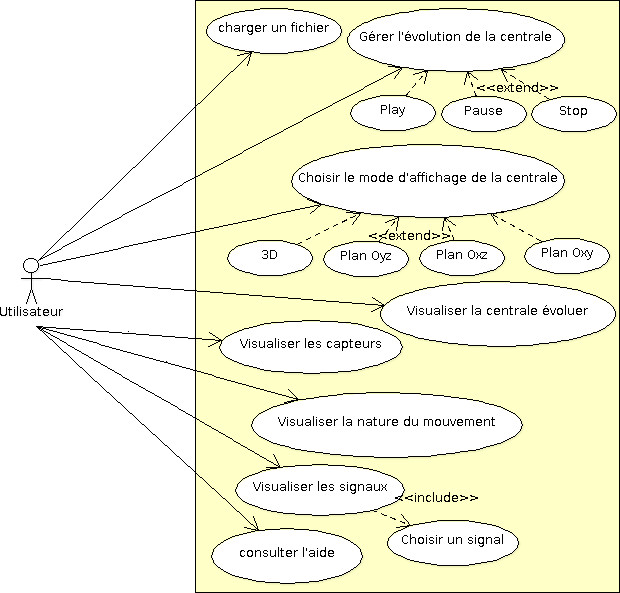 charger un fichier
Gérer l'évolution de la centrale
<<extend>>
Play
Pause
Stop
Choisir le mode d'affichage de la centrale
<<extend>>
3D
Plan Oyz
Plan Oxz
Plan Oxy
Utilisateur
Visualiser la centrale évoluer
Visualiser les capteurs
Visualiser la nature du mouvement
Visualiser les signaux
<<include>>
Choisir un signal
consulter l'aide